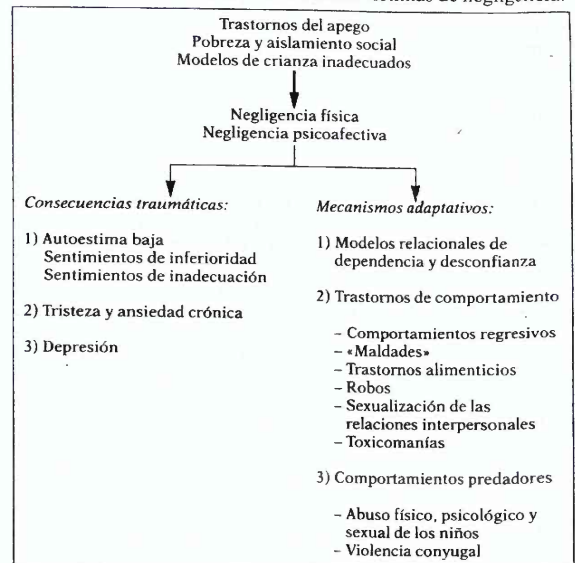 de negligencia.
Trastornos del apego
Pobreza y aislamiento social
Modelos de crianza inadecuados
Negligencia física
Negligencia psicoafectiva
Consecuencias traumáticas:
1) Autoestima baja
Sentimientos de inferioridad
Sentimientos de inadecuación
2) Tristeza y ansiedad crónica
3) Depresión
Mecanismos adaptativos:
1) Modelos relacionales de
dependencia y desconfianza
2) Trastornos de comportamiento
– Comportamientos regresivos
– «Maldades»
– Trastornos alimenticios
– Robos
– Sexualización de las
relaciones interpersonales
– Toxicomanías
3) Comportamientos predadores
– Abuso físico, psicológico y
sexual de los niños
– Violencia conyugal